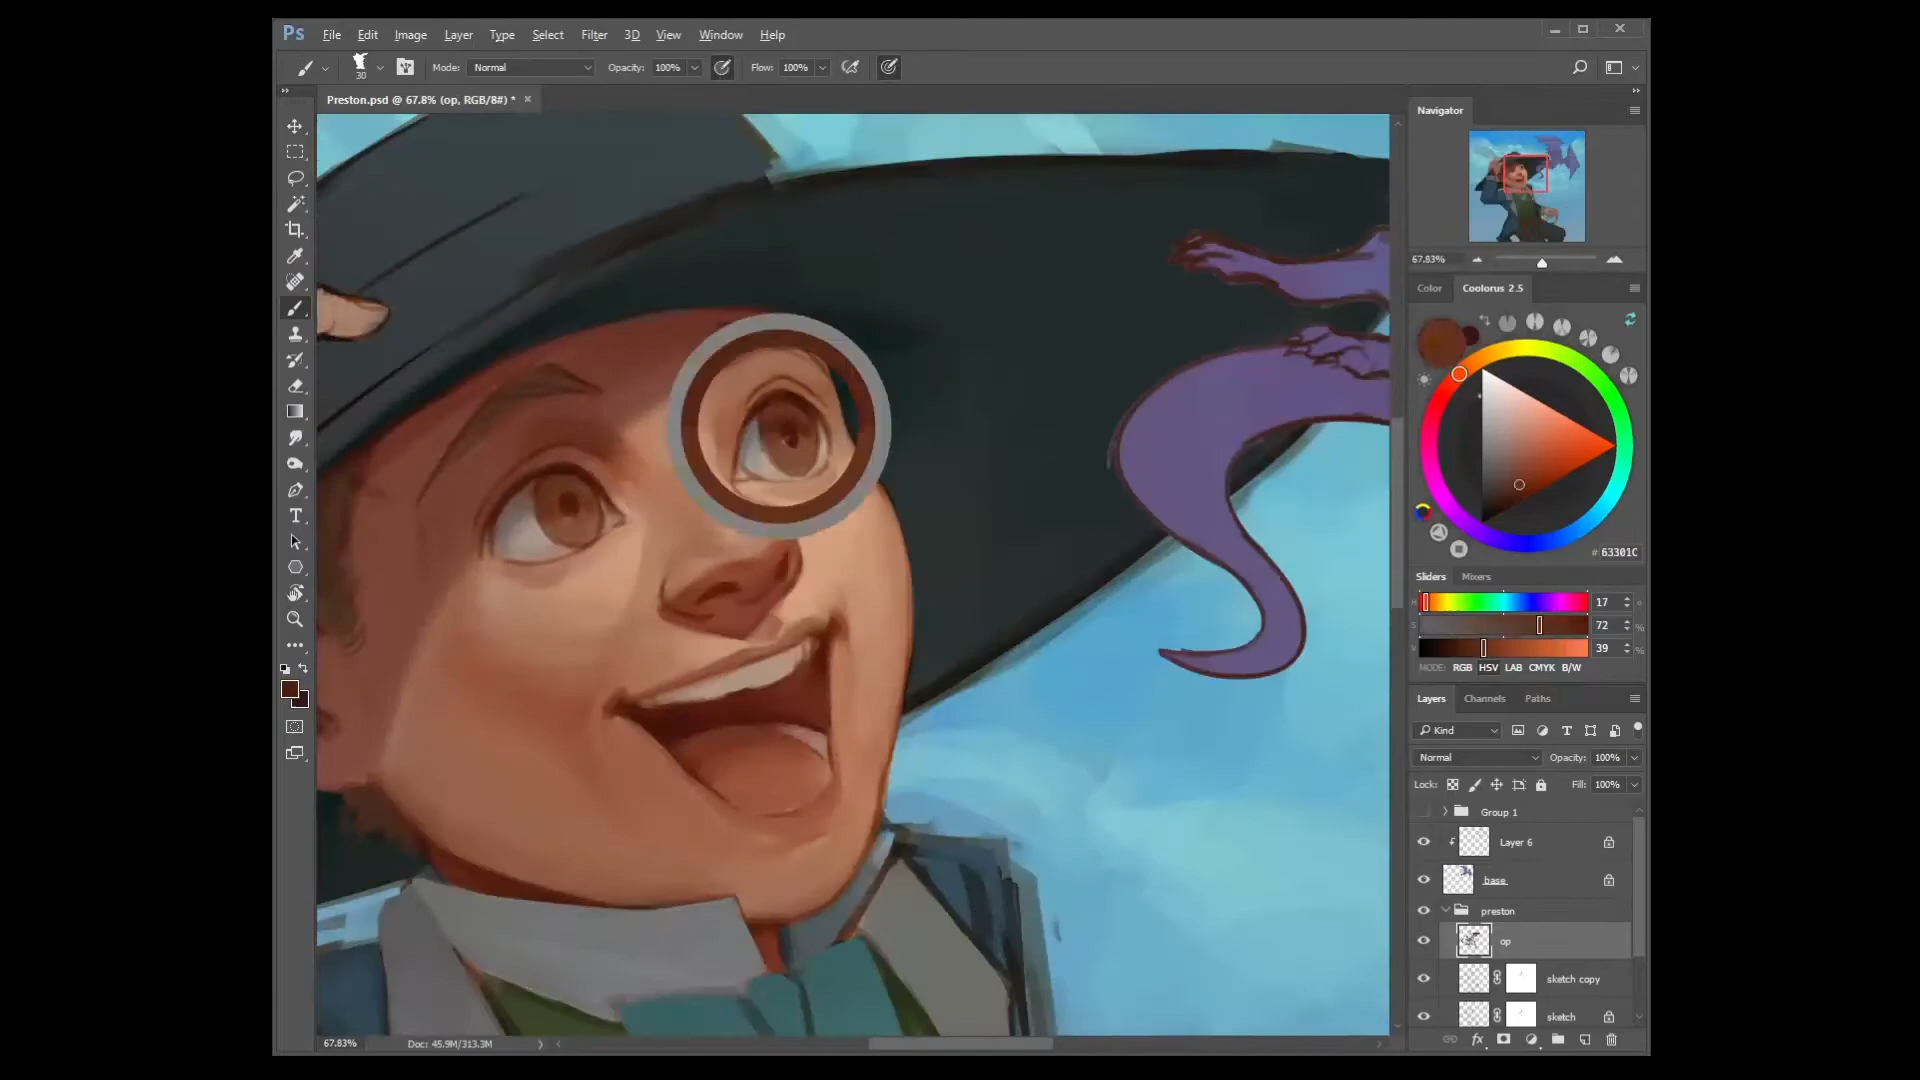 Ps File Edit Image Layer Type Select Filter 3D View Window Help
30 Mode: Normal Opacity: 100% Flow: 100%
Preston.psd @ 67.8% (op, RGB/8#) * ×
Navigator
67.83%
Color Coolorus 2.5
# 63301C
Sliders Mixers
H 17 °
S 72 %
V 39 %
MODE: RGB HSV LAB CMYK B/W
Layers Channels Paths
Kind
Normal Opacity: 100%
Lock: Fill: 100%
Group 1
Layer 6
base
preston
op
sketch copy
sketch
67.83% Doc: 45.9M/313.3M
fx